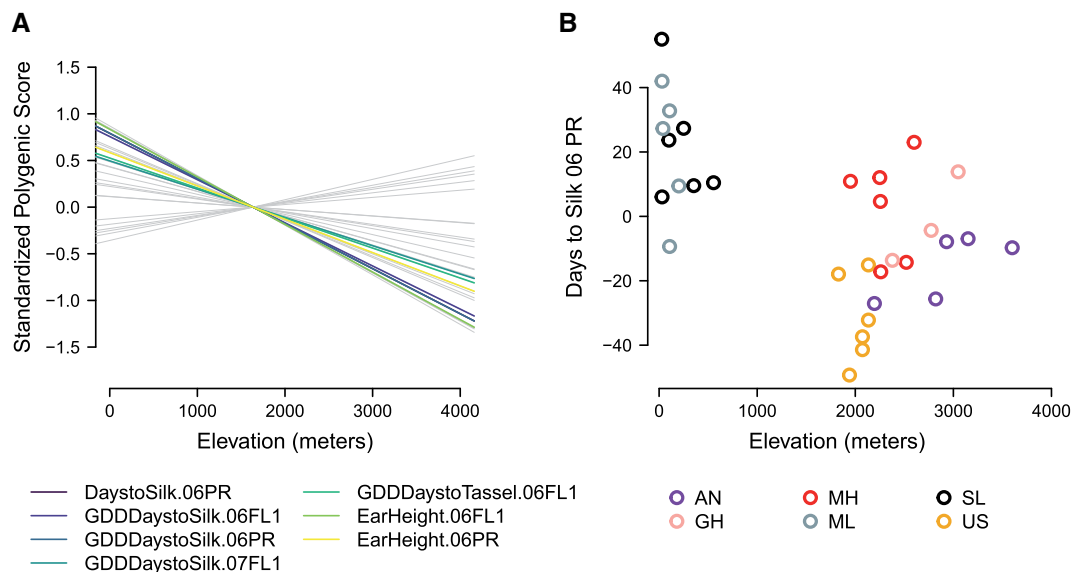 A
Standardized Polygenic Score
1.5
1.0
0.5
0.0
−0.5
−1.0
−1.5
0 1000 2000 3000 4000
Elevation (meters)
DaystoSilk.06PR
GDDDaystoSilk.06FL1
GDDDaystoSilk.06PR
GDDDaystoSilk.07FL1
GDDDaystoTassel.06FL1
EarHeight.06FL1
EarHeight.06PR
B
Days to Silk 06 PR
40
20
0
−20
−40
0 1000 2000 3000 4000
Elevation (meters)
AN MH SL
GH ML US